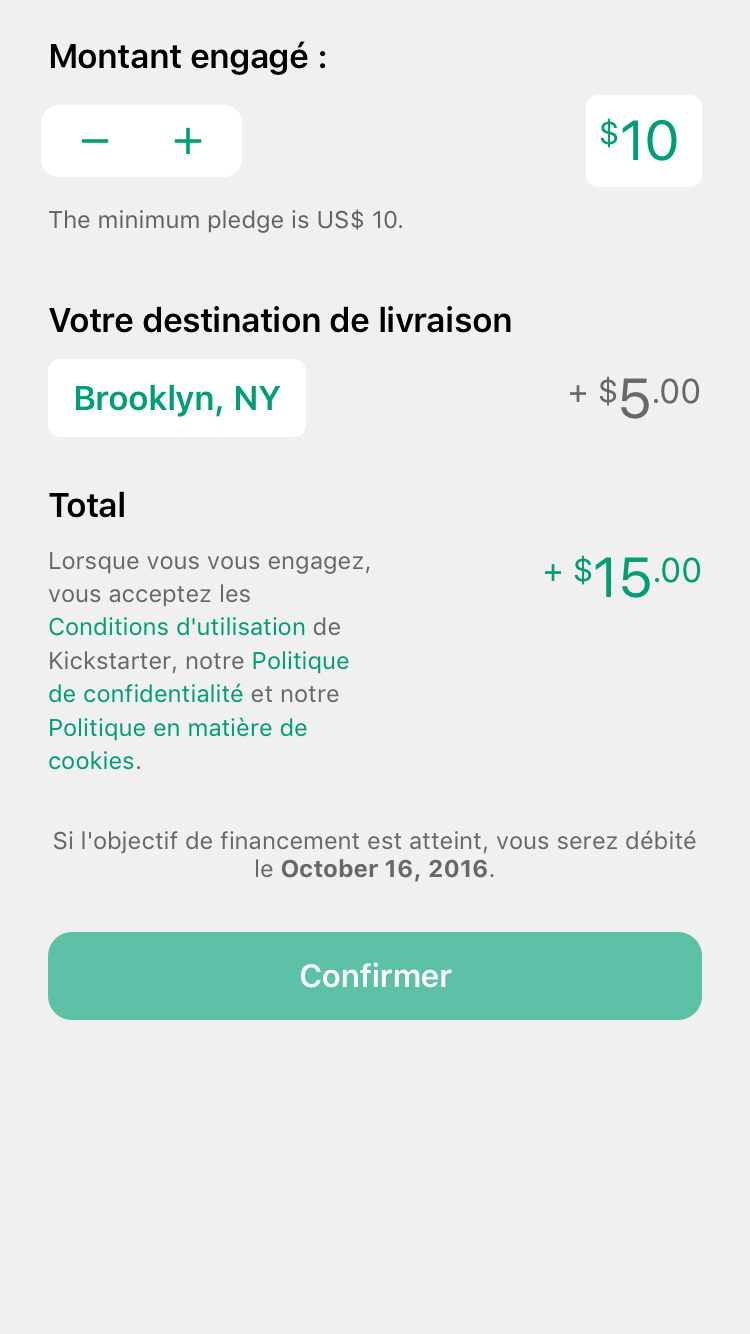 Montant engagé :
− +
$10
The minimum pledge is US$ 10.
Votre destination de livraison
Brooklyn, NY
+ $5.00
Total
Lorsque vous vous engagez,
vous acceptez les
Conditions d'utilisation de
Kickstarter, notre Politique
de confidentialité et notre
Politique en matière de
cookies.
+ $15.00
Si l'objectif de financement est atteint, vous serez débité
le October 16, 2016.
Confirmer